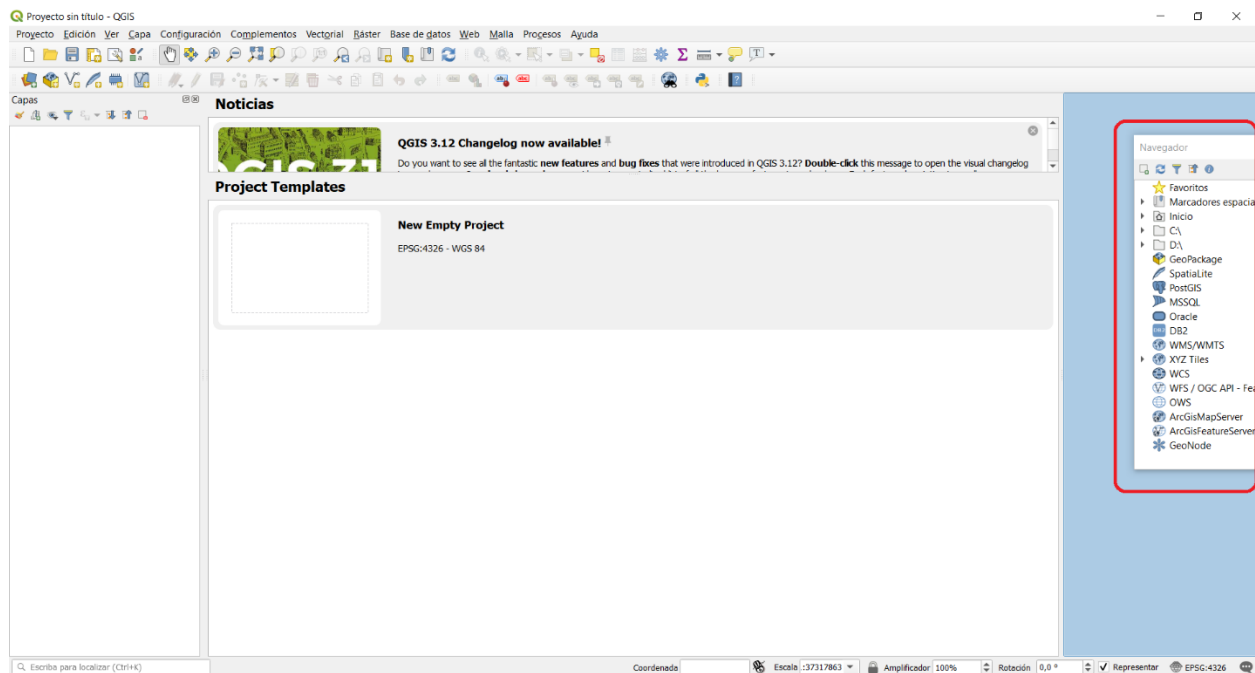 Proyecto sin título - QGIS
Proyecto Edición Ver Capa Configuración Complementos Vectorial Ráster Base de datos Web Malla Procesos Ayuda
Capas
Noticias
QGIS 3.12 Changelog now available!
Do you want to see all the fantastic new features and bug fixes that were introduced in QGIS 3.12? Double-click this message to open the visual changelog
Project Templates
New Empty Project
EPSG:4326 - WGS 84
Navegador
Favoritos
Marcadores espacia
Inicio
C:\
D:\
GeoPackage
SpatiaLite
PostGIS
MSSQL
Oracle
DB2
WMS/WMTS
XYZ Tiles
WCS
WFS / OGC API - Fea
OWS
ArcGisMapServer
ArcGisFeatureServer
GeoNode
Escriba para localizar (Ctrl+K)
Coordenada Escala :37317863 Amplificador 100% Rotación 0,0 ° Representar EPSG:4326